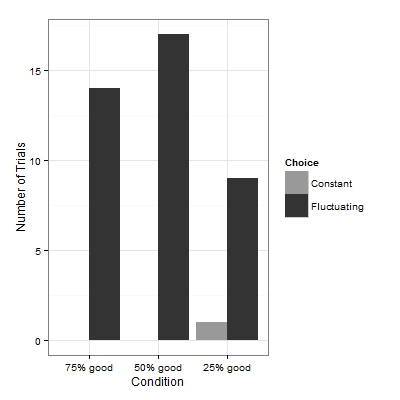 Number of Trials
15
10
5
0
75% good
50% good
25% good
Condition
Choice
Constant
Fluctuating